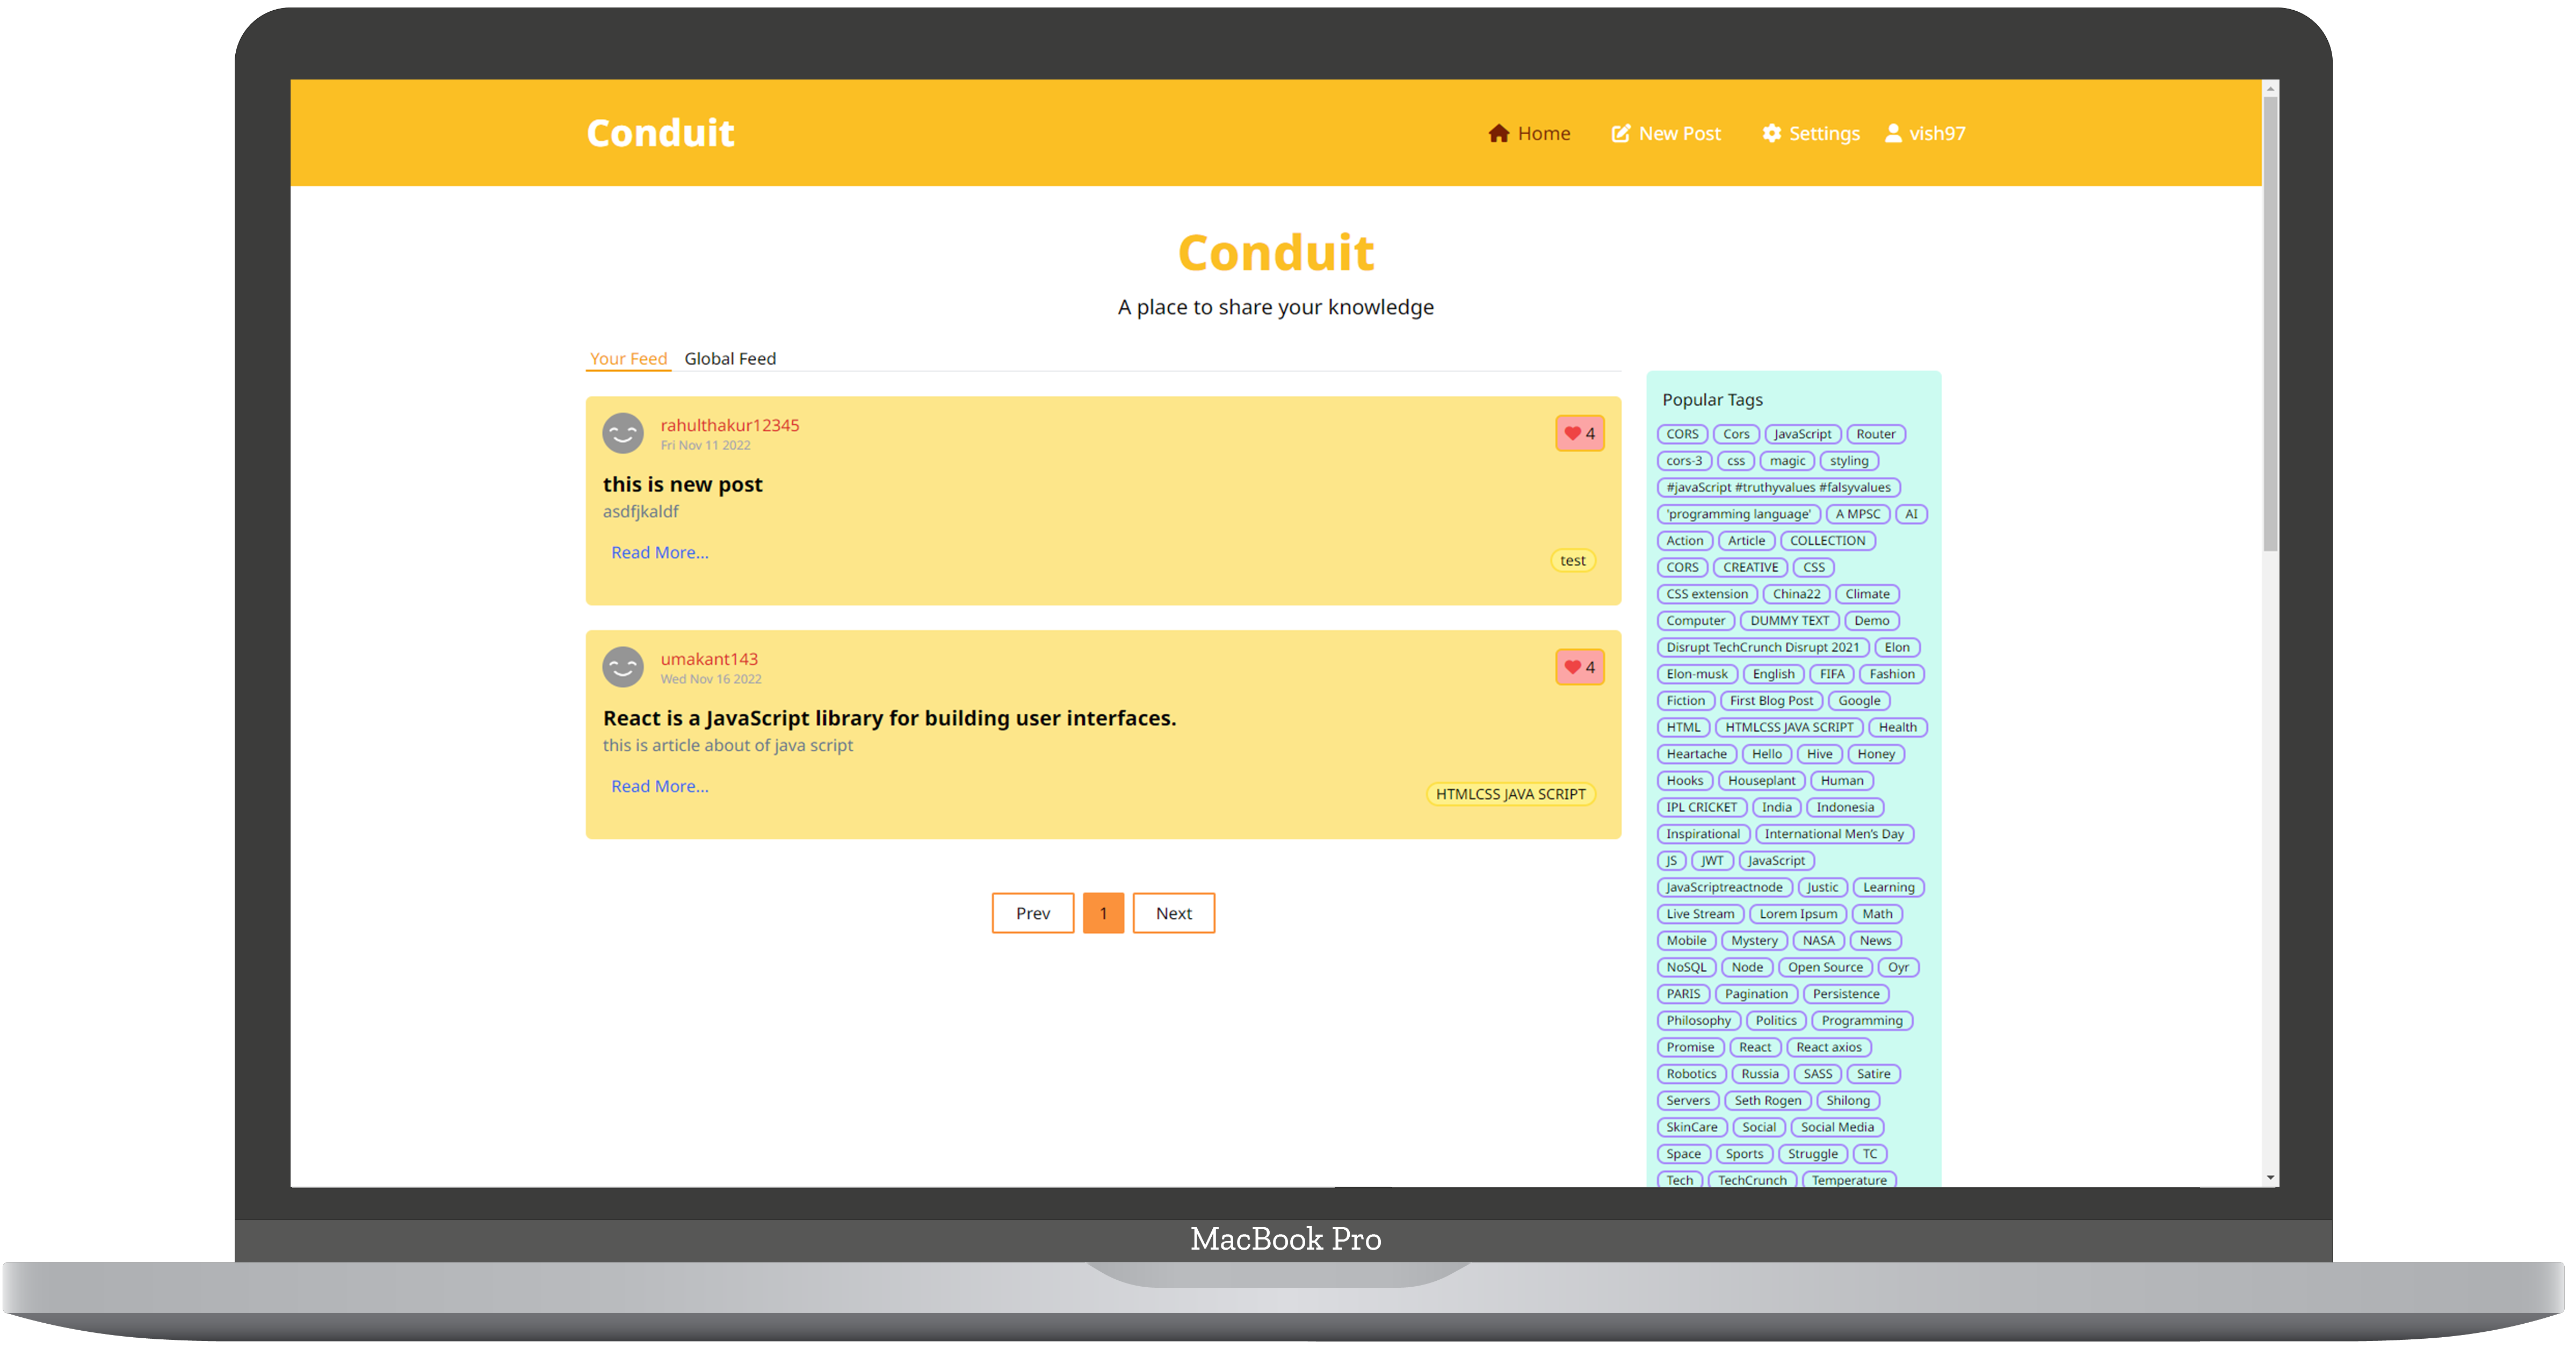 Conduit
Home New Post Settings vish97
Conduit
A place to share your knowledge
Your Feed Global Feed
rahulthakur12345
Fri Nov 11 2022
4
this is new post
asdfjkaldf
Read More...
test
umakant143
Wed Nov 16 2022
4
React is a JavaScript library for building user interfaces.
this is article about of java script
Read More...
HTMLCSS JAVA SCRIPT
Prev 1 Next
Popular Tags
CORS Cors JavaScript Router
cors-3 css magic styling
#javaScript #truthyvalues #falsyvalues
'programming language' A MPSC AI
Action Article COLLECTION
CORS CREATIVE CSS
CSS extension China22 Climate
Computer DUMMY TEXT Demo
Disrupt TechCrunch Disrupt 2021 Elon
Elon-musk English FIFA Fashion
Fiction First Blog Post Google
HTML HTMLCSS JAVA SCRIPT Health
Heartache Hello Hive Honey
Hooks Houseplant Human
IPL CRICKET India Indonesia
Inspirational International Men's Day
JS JWT JavaScript
JavaScriptreactnode Justic Learning
Live Stream Lorem Ipsum Math
Mobile Mystery NASA News
NoSQL Node Open Source Oyr
PARIS Pagination Persistence
Philosophy Politics Programming
Promise React React axios
Robotics Russia SASS Satire
Servers Seth Rogen Shilong
SkinCare Social Social Media
Space Sports Struggle TC
Tech TechCrunch Temperature
MacBook Pro